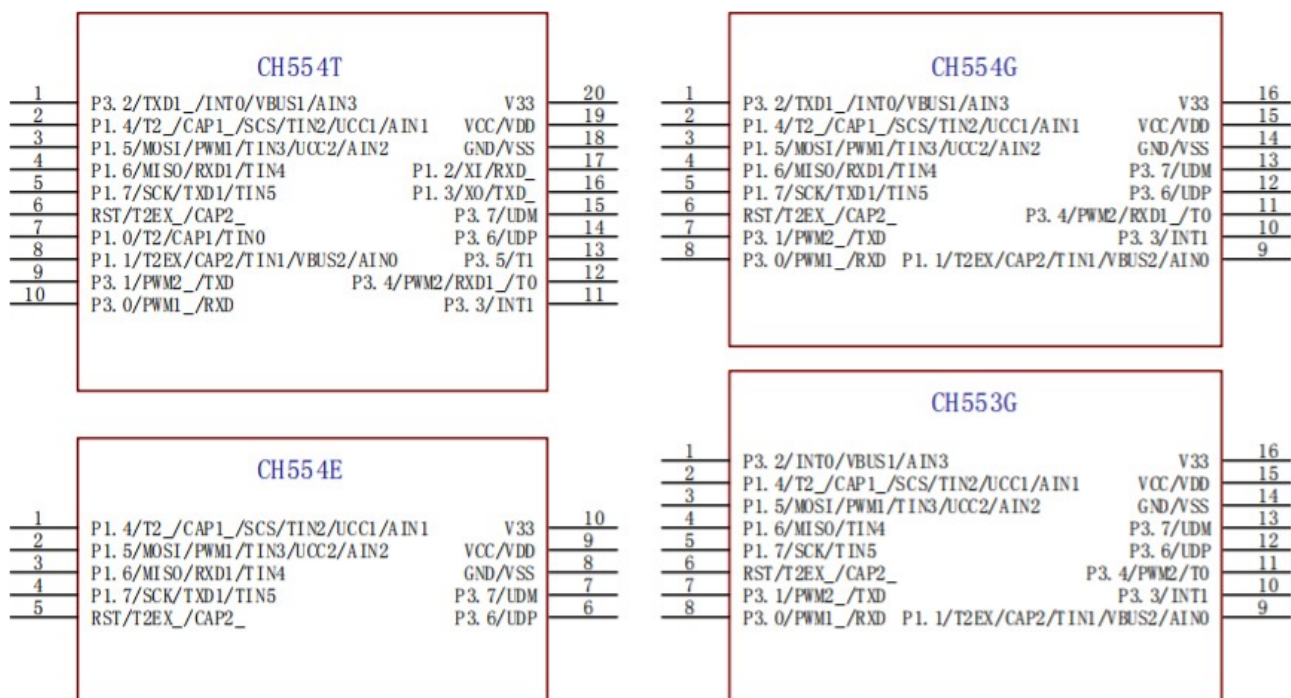 CH554T
1 P3.2/TXD1_/INT0/VBUS1/AIN3 V33 20
2 P1.4/T2_/CAP1_/SCS/TIN2/UCC1/AIN1 VCC/VDD 19
3 P1.5/MOSI/PWM1/TIN3/UCC2/AIN2 GND/VSS 18
4 P1.6/MISO/RXD1/TIN4 P1.2/XI/RXD_ 17
5 P1.7/SCK/TXD1/TIN5 P1.3/XO/TXD_ 16
6 RST/T2EX_/CAP2_ P3.7/UDM 15
7 P1.0/T2/CAP1/TIN0 P3.6/UDP 14
8 P1.1/T2EX/CAP2/TIN1/VBUS2/AIN0 P3.5/T1 13
9 P3.1/PWM2_/TXD P3.4/PWM2/RXD1_/T0 12
10 P3.0/PWM1_/RXD P3.3/INT1 11
CH554G
1 P3.2/TXD1_/INT0/VBUS1/AIN3 V33 16
2 P1.4/T2_/CAP1_/SCS/TIN2/UCC1/AIN1 VCC/VDD 15
3 P1.5/MOSI/PWM1/TIN3/UCC2/AIN2 GND/VSS 14
4 P1.6/MISO/RXD1/TIN4 P3.7/UDM 13
5 P1.7/SCK/TXD1/TIN5 P3.6/UDP 12
6 RST/T2EX_/CAP2_ P3.4/PWM2/RXD1_/T0 11
7 P3.1/PWM2_/TXD P3.3/INT1 10
8 P3.0/PWM1_/RXD P1.1/T2EX/CAP2/TIN1/VBUS2/AIN0 9
CH554E
1 P1.4/T2_/CAP1_/SCS/TIN2/UCC1/AIN1 V33 10
2 P1.5/MOSI/PWM1/TIN3/UCC2/AIN2 VCC/VDD 9
3 P1.6/MISO/RXD1/TIN4 GND/VSS 8
4 P1.7/SCK/TXD1/TIN5 P3.7/UDM 7
5 RST/T2EX_/CAP2_ P3.6/UDP 6
CH553G
1 P3.2/INT0/VBUS1/AIN3 V33 16
2 P1.4/T2_/CAP1_/SCS/TIN2/UCC1/AIN1 VCC/VDD 15
3 P1.5/MOSI/PWM1/TIN3/UCC2/AIN2 GND/VSS 14
4 P1.6/MISO/TIN4 P3.7/UDM 13
5 P1.7/SCK/TIN5 P3.6/UDP 12
6 RST/T2EX_/CAP2_ P3.4/PWM2/T0 11
7 P3.1/PWM2_/TXD P3.3/INT1 10
8 P3.0/PWM1_/RXD P1.1/T2EX/CAP2/TIN1/VBUS2/AIN0 9